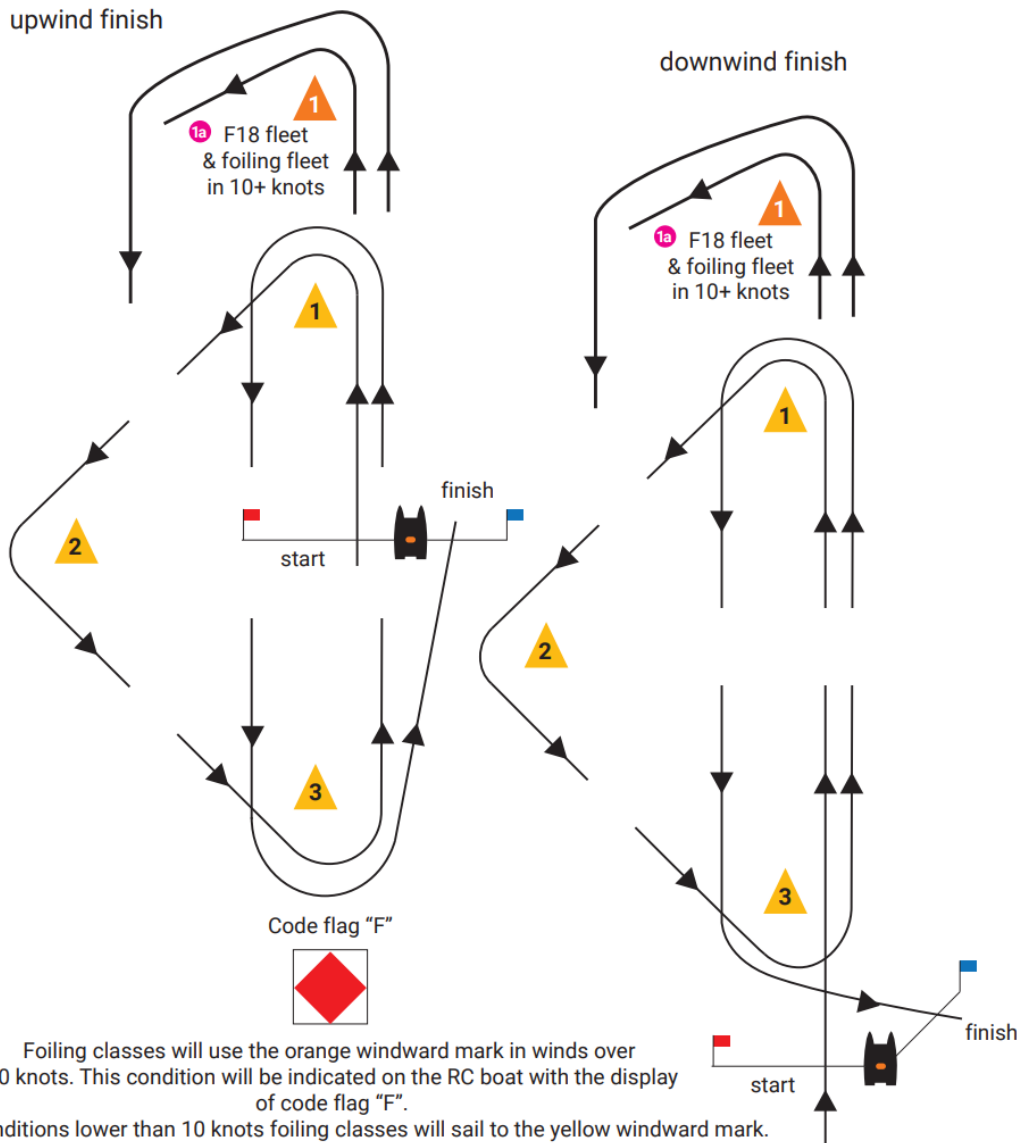 upwind finish
1
1a F18 fleet
& foiling fleet
in 10+ knots
1
2
finish
start
3
downwind finish
1
1a F18 fleet
& foiling fleet
in 10+ knots
1
2
3
finish
start
Code flag “F”
Foiling classes will use the orange windward mark in winds over
0 knots. This condition will be indicated on the RC boat with the display
of code flag “F”.
nditions lower than 10 knots foiling classes will sail to the yellow windward mark.